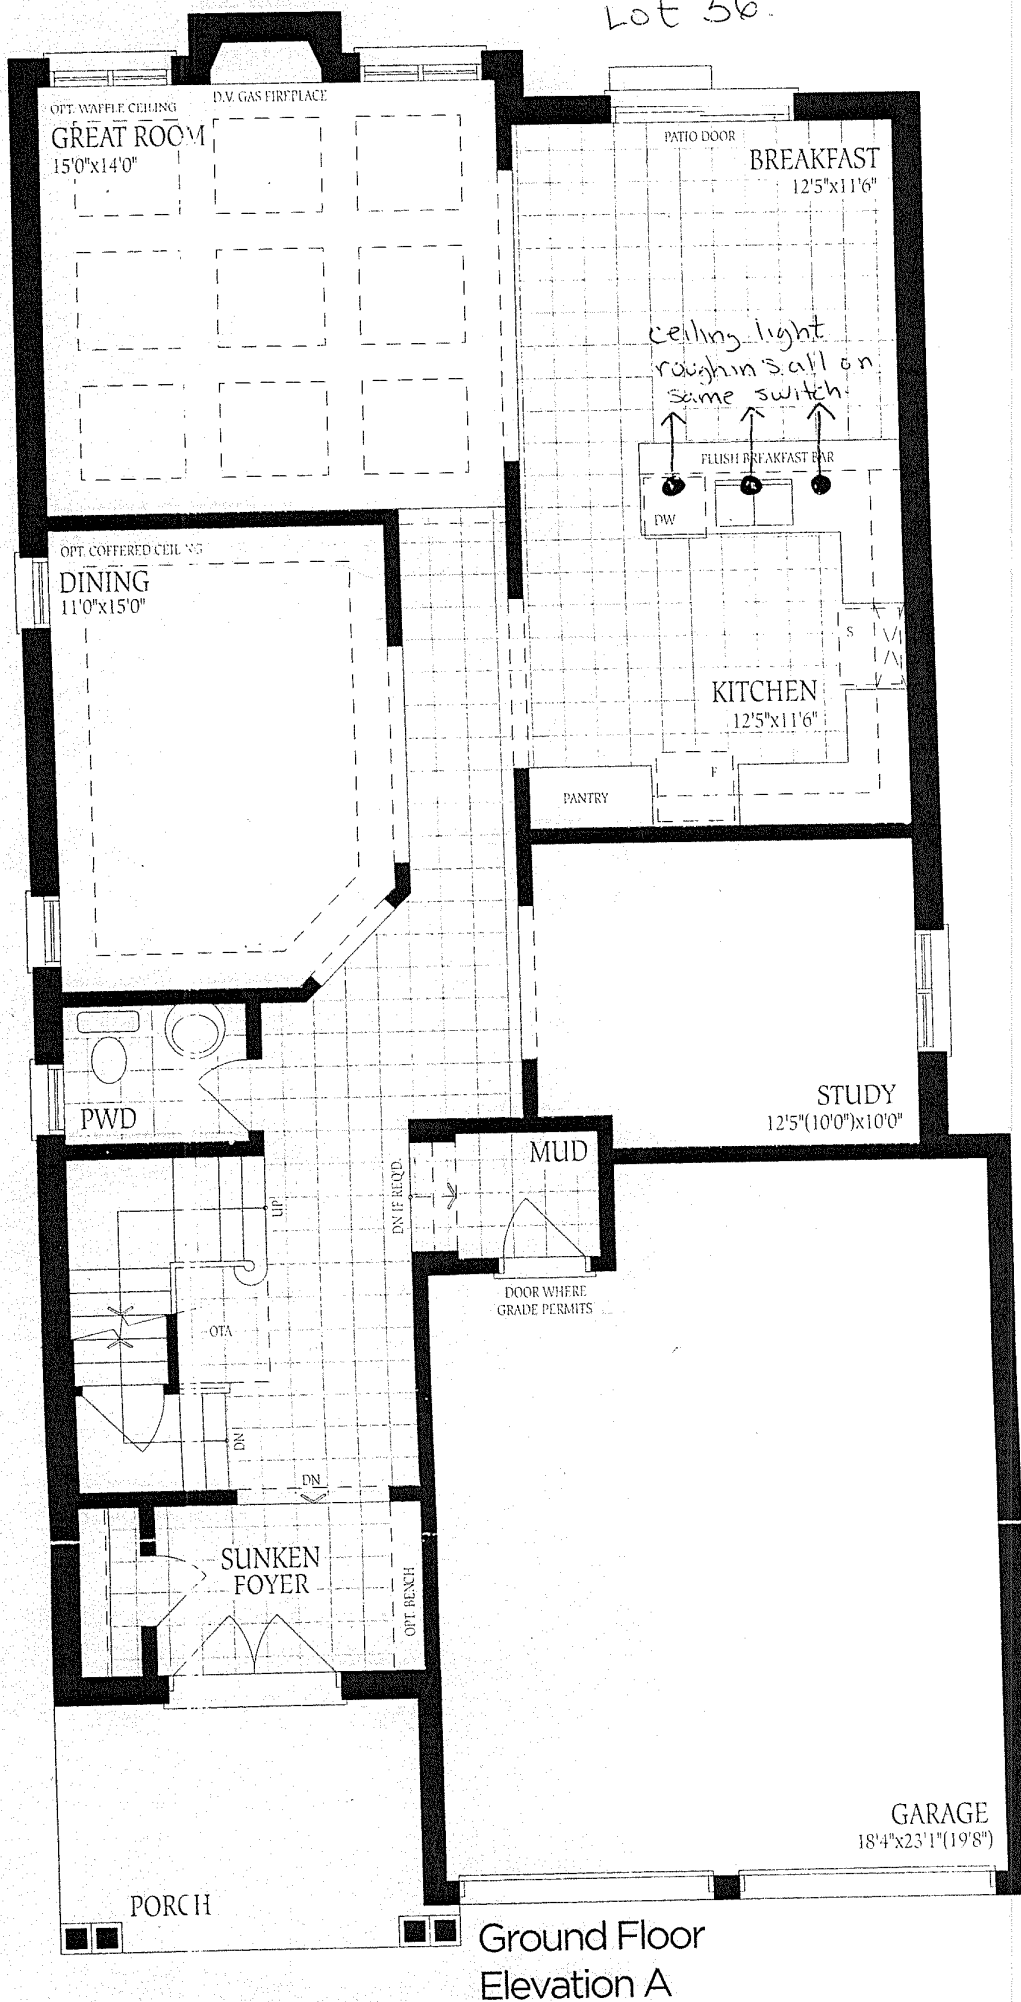 Lot 56.
OPT. WAFFLE CEILING
D.V. GAS FIREPLACE
GREAT ROOM
15'0"x14'0"
PATIO DOOR
BREAKFAST
12'5"x11'6"
ceiling light
roughin's all on
same switch.
FLUSH BREAKFAST BAR
DW
OPT. COFFERED CEILING
DINING
11'0"x15'0"
S
KITCHEN
12'5"x11'6"
F
PANTRY
STUDY
12'5"(10'0")x10'0"
PWD
MUD
DN IF REQ'D.
UP
DOOR WHERE
GRADE PERMITS
OTA
DN
DN
SUNKEN
FOYER
OPT. BENCH
GARAGE
18'4"x23'1"(19'8")
PORCH
Ground Floor
Elevation A